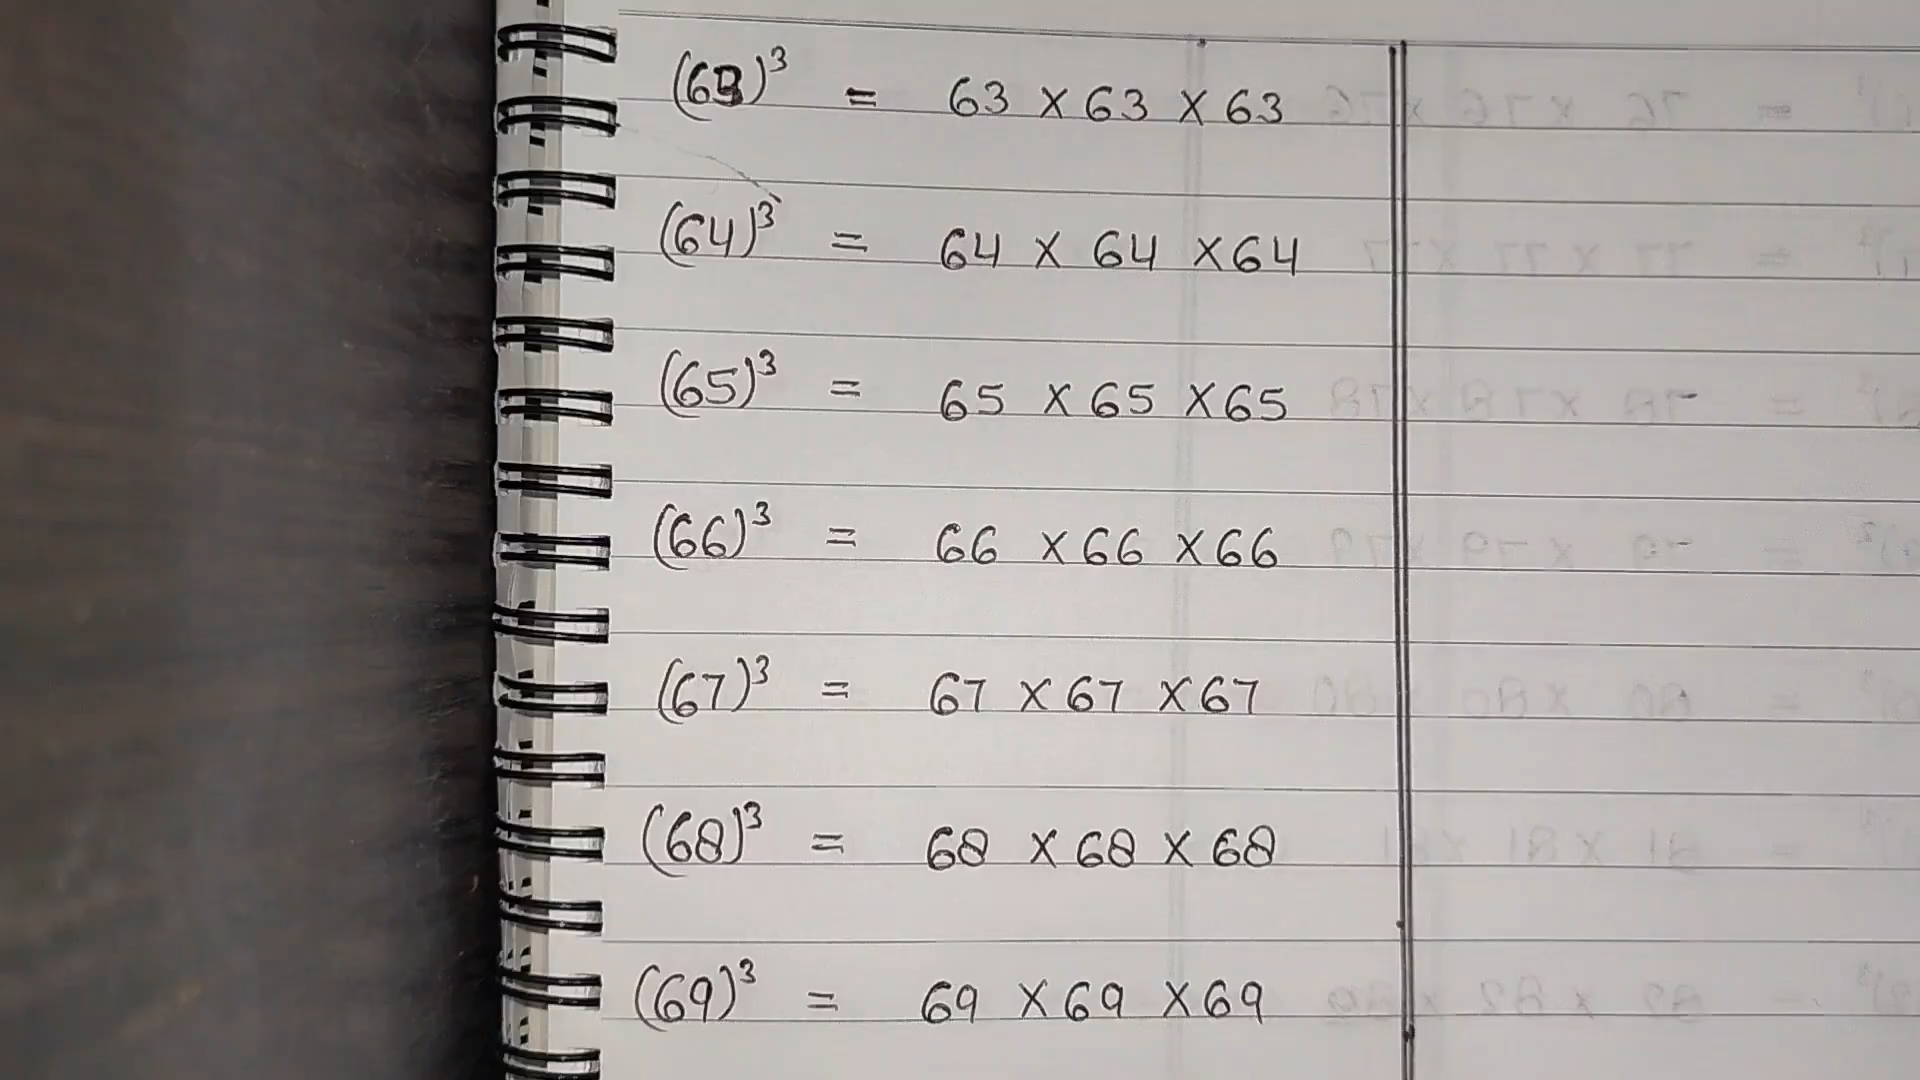 (63)³ = 63 × 63 × 63
(64)³ = 64 × 64 × 64
(65)³ = 65 × 65 × 65
(66)³ = 66 × 66 × 66
(67)³ = 67 × 67 × 67
(68)³ = 68 × 68 × 68
(69)³ = 69 × 69 × 69